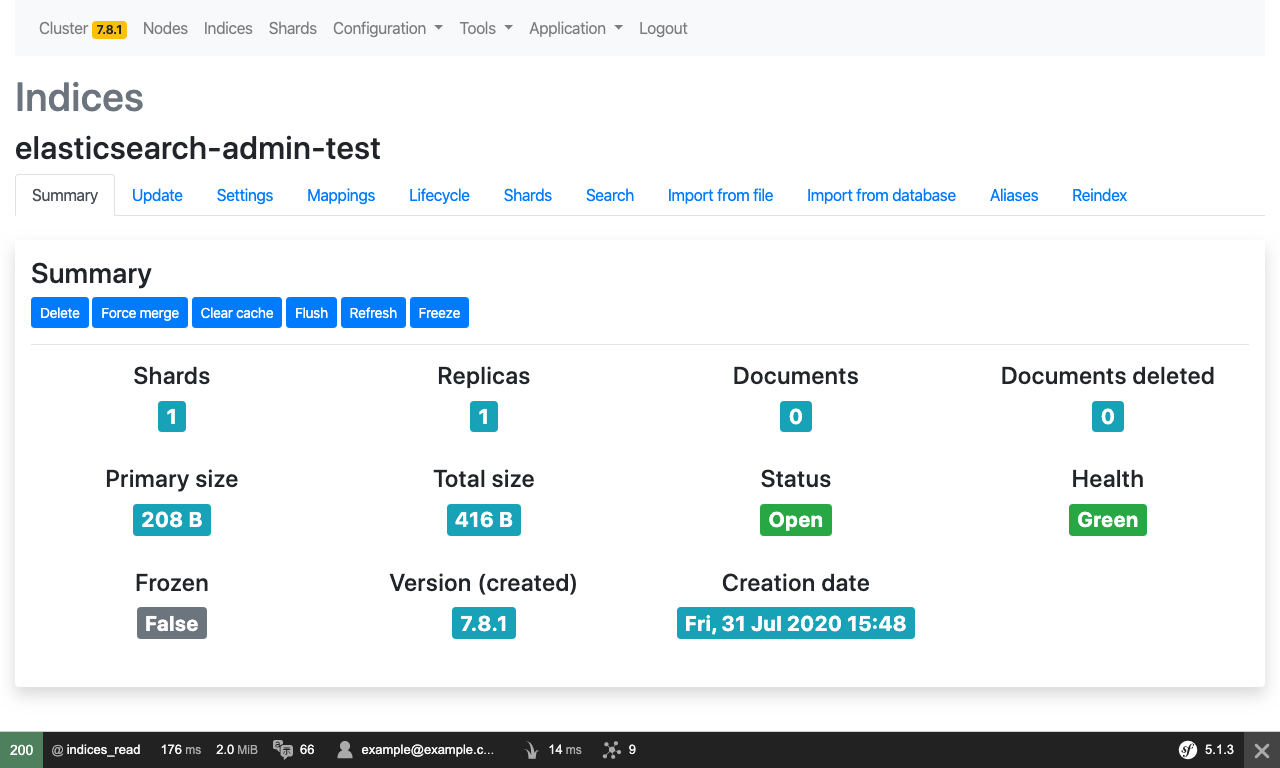 Cluster 7.8.1 Nodes Indices Shards Configuration Tools Application Logout
Indices
elasticsearch-admin-test
Summary Update Settings Mappings Lifecycle Shards Search Import from file Import from database Aliases Reindex
Summary
Delete Force merge Clear cache Flush Refresh Freeze
Shards Replicas Documents Documents deleted
1 1 0 0
Primary size Total size Status Health
208 B 416 B Open Green
Frozen Version (created) Creation date
False 7.8.1 Fri, 31 Jul 2020 15:48
200 @ indices_read 176 ms 2.0 MiB 66 example@example.c... 14 ms 9 sf 5.1.3